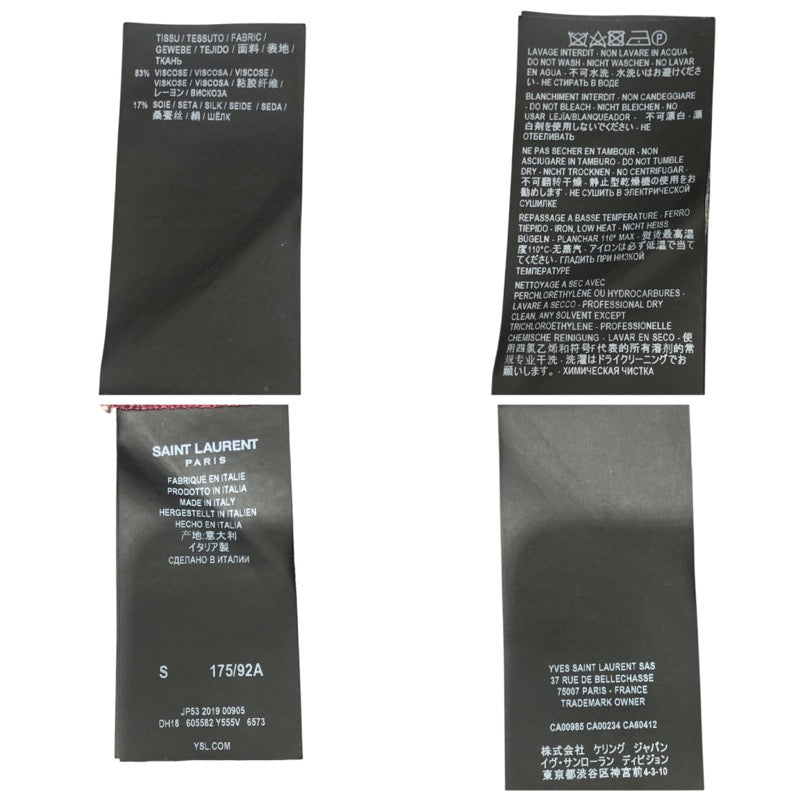 TISSU / TESSUTO / FABRIC /
GEWEBE / TEJIDO / 面料 / 表地 /
ТКАНЬ
83% VISCOSE / VISCOSA / VISCOSE /
VISKOSE / VISCOSA / 粘胶纤维 /
レーヨン / ВИСКОЗА
17% SOIE / SETA / SILK / SEIDE / SEDA /
桑蚕丝 / 絹 / ШЁЛК
P
LAVAGE INTERDIT - NON LAVARE IN ACQUA -
DO NOT WASH - NICHT WASCHEN - NO LAVAR
EN AGUA - 不可水洗 - 水洗いはお避けくださ
い - НЕ СТИРАТЬ В ВОДЕ
BLANCHIMENT INTERDIT - NON CANDEGGIARE
- DO NOT BLEACH - NICHT BLEICHEN - NO
USAR LEJÍA/BLANQUEADOR - 不可漂白 - 漂
白剤を使用しないでください - НЕ
ОТБЕЛИВАТЬ
NE PAS SECHER EN TAMBOUR - NON
ASCIUGARE IN TAMBURO - DO NOT TUMBLE
DRY - NICHT TROCKNEN - NO CENTRIFUGAR -
不可翻转干燥 - 静止型乾燥機の使用をお
勧めします - НЕ СУШИТЬ В ЭЛЕКТРИЧЕСКОЙ
СУШИЛКЕ
REPASSAGE A BASSE TEMPERATURE - FERRO
TIEPIDO - IRON, LOW HEAT - NICHT HEISS
BÜGELN - PLANCHAR 110º MAX - 熨烫最高温
度110°C-无蒸汽 - アイロンは必ず低温で当て
てください - ГЛАДИТЬ ПРИ НИЗКОЙ
ТЕМПЕРАТУРЕ
NETTOYAGE A SEC AVEC
PERCHLORÉTHYLÈNE OU HYDROCARBURES -
LAVARE A SECCO - PROFESSIONAL DRY
CLEAN, ANY SOLVENT EXCEPT
TRICHLOROETHYLENE - PROFESSIONELLE
CHEMISCHE REINIGUNG - LAVAR EN SECO - 使
用四氯乙烯和符号F代表的所有溶剂的常
规专业干洗 - 洗濯はドライクリーニングでお
願いします。 - ХИМИЧЕСКАЯ ЧИСТКА
SAINT LAURENT
PARIS
FABRIQUE EN ITALIE
PRODOTTO IN ITALIA
MADE IN ITALY
HERGESTELLT IN ITALIEN
HECHO EN ITALIA
产地:意大利
イタリア製
СДЕЛАНО В ИТАЛИИ
S 175/92A
JP53 2019 00905
DH18 605582 Y555V 6573
YSL.COM
YVES SAINT LAURENT SAS
37 RUE DE BELLECHASSE
75007 PARIS - FRANCE
TRADEMARK OWNER
CA00985 CA00234 CA60412
株式会社 ケリング ジャパン
イヴ・サンローラン ディビジョン
東京都渋谷区神宮前4-3-10